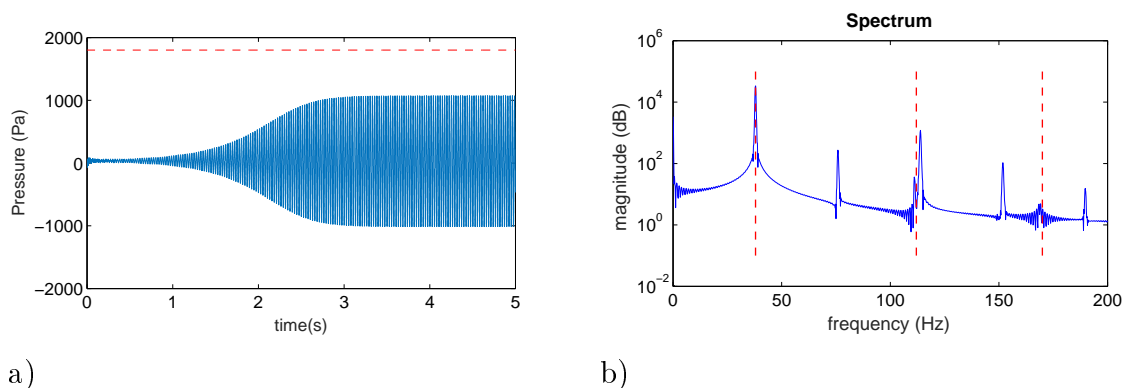 2000
1000
0
−1000
−2000
Pressure (Pa)
0 1 2 3 4 5
time(s)
a)
Spectrum
10^6
10^4
10^2
10^0
10^-2
magnitude (dB)
0 50 100 150 200
frequency (Hz)
b)